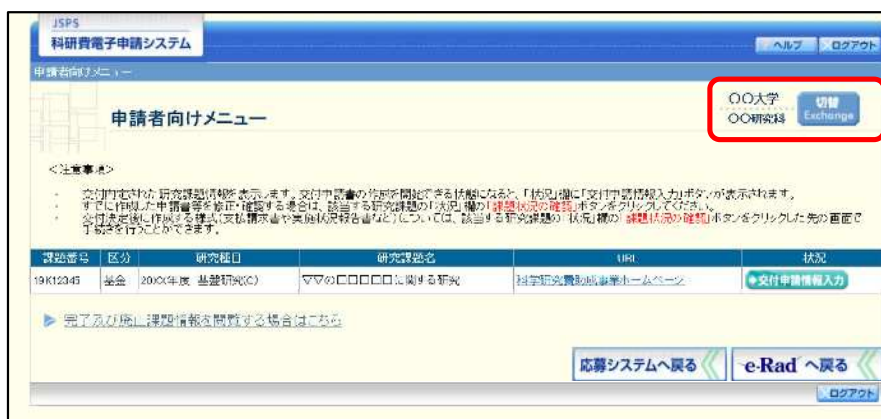 JSPS
科研費電子申請システム
ヘルプ ログアウト
申請者向けメニュー
〇〇大学
〇〇研究科
切替
Exchange
申請者向けメニュー
<注意事項>
・ 交付内定された研究課題情報を表示します。交付申請書の作成を開始できる状態になると、「状況」欄に「交付申請情報入力」ボタンが表示されます。
・ すでに作成した申請書等を修正・確認する場合は、該当する研究課題の「状況」欄の「課題状況の確認」ボタンをクリックしてください。
・ 交付決定後に作成する様式(支払請求書や実施状況報告書など)については、該当する研究課題の「状況」欄の「課題状況の確認」ボタンをクリックした先の画面で
手続きを行うことができます。
課題番号 区分 研究種目 研究課題名 URL 状況
19K12345 基金 20XX年度 基盤研究(C) ▽▽の□□□□□に関する研究 科学研究費助成事業ホームページ 交付申請情報入力
完了及び廃止課題情報を閲覧する場合はこちら
応募システムへ戻る e-Rad へ戻る
ログアウト